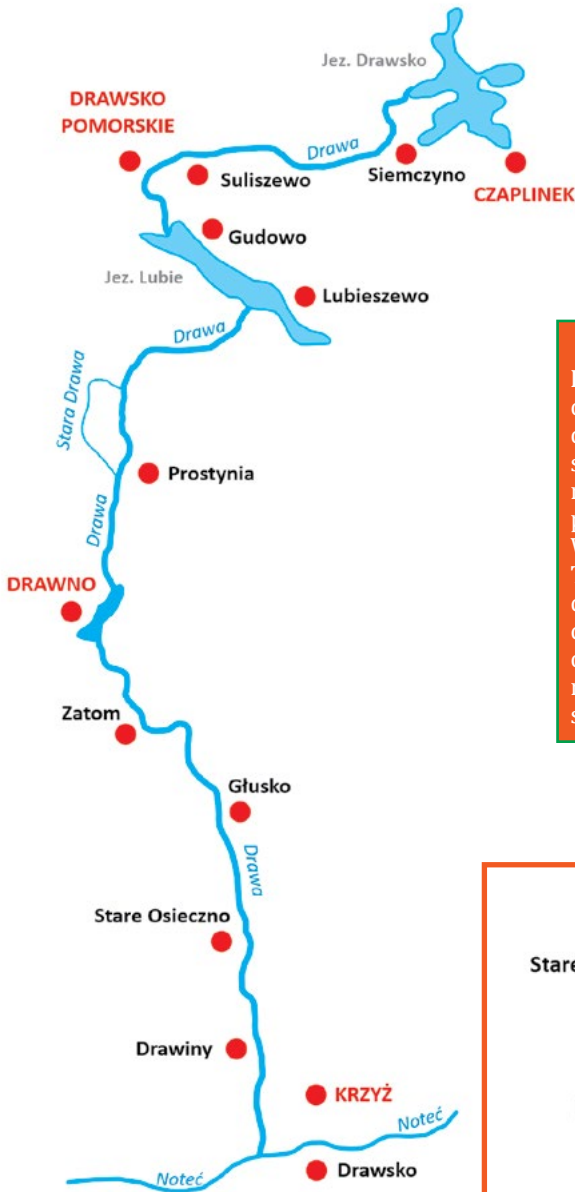 Jez. Drawsko
DRAWSKO
POMORSKIE
Drawa
Suliszewo
Siemczyno
CZAPLINEK
Gudowo
Jez. Lubie
Lubieszewo
Drawa
Stara Drawa
Prostynia
Drawa
DRAWNO
Zatom
Głusko
Drawa
Stare Osieczno
Stare
Drawiny
KRZYŻ
Noteć
Noteć
Drawsko